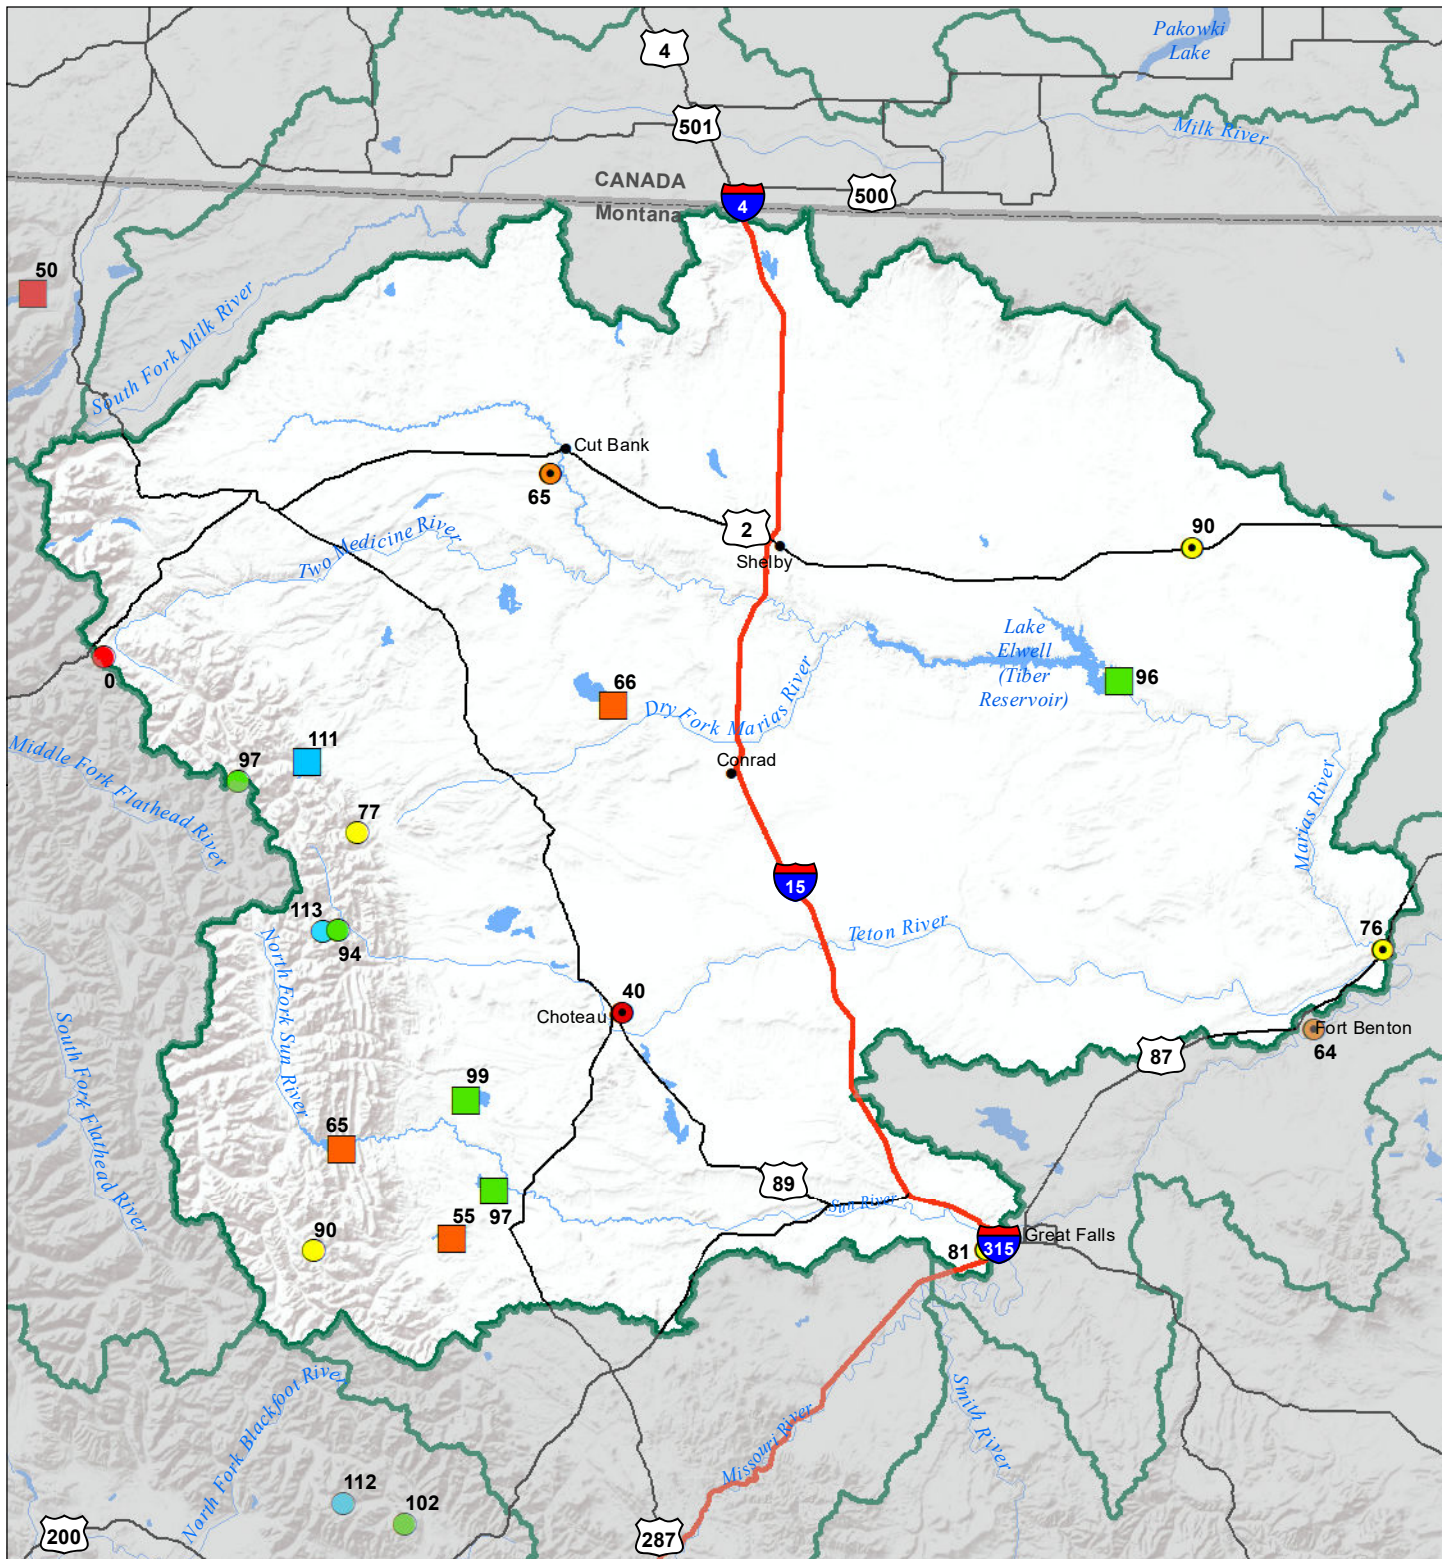 Pakowki
Lake
4
501
Milk River
CANADA
Montana
4
500
50
South Fork Milk River
Cut Bank
65
2
Shelby
90
Two Medicine River
0
Lake
Elwell
(Tiber
Reservoir)
96
66
Dry Fork Marias River
Middle Fork Flathead River
97
111
Conrad
77
Marias River
15
113
94
North Fork Sun River
Teton River
76
40
Choteau
Fort Benton
64
87
South Fork Flathead River
99
65
89
97
Sun River
55
90
81
315
Great Falls
Smith River
Missouri River
North Fork Blackfoot River
112
102
200
287